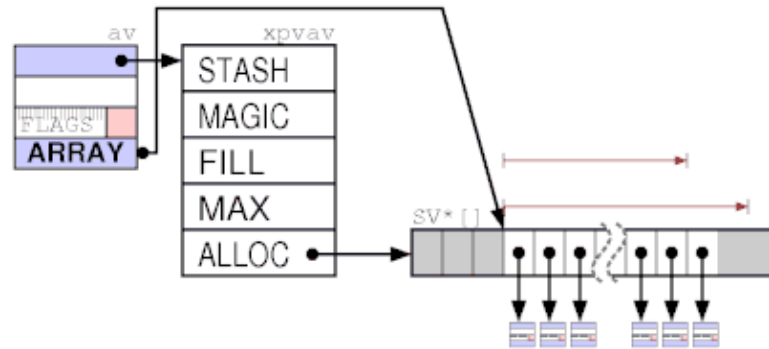 av
xpvav
STASH
MAGIC
FLAGS
ARRAY
FILL
MAX
SV*[]
ALLOC